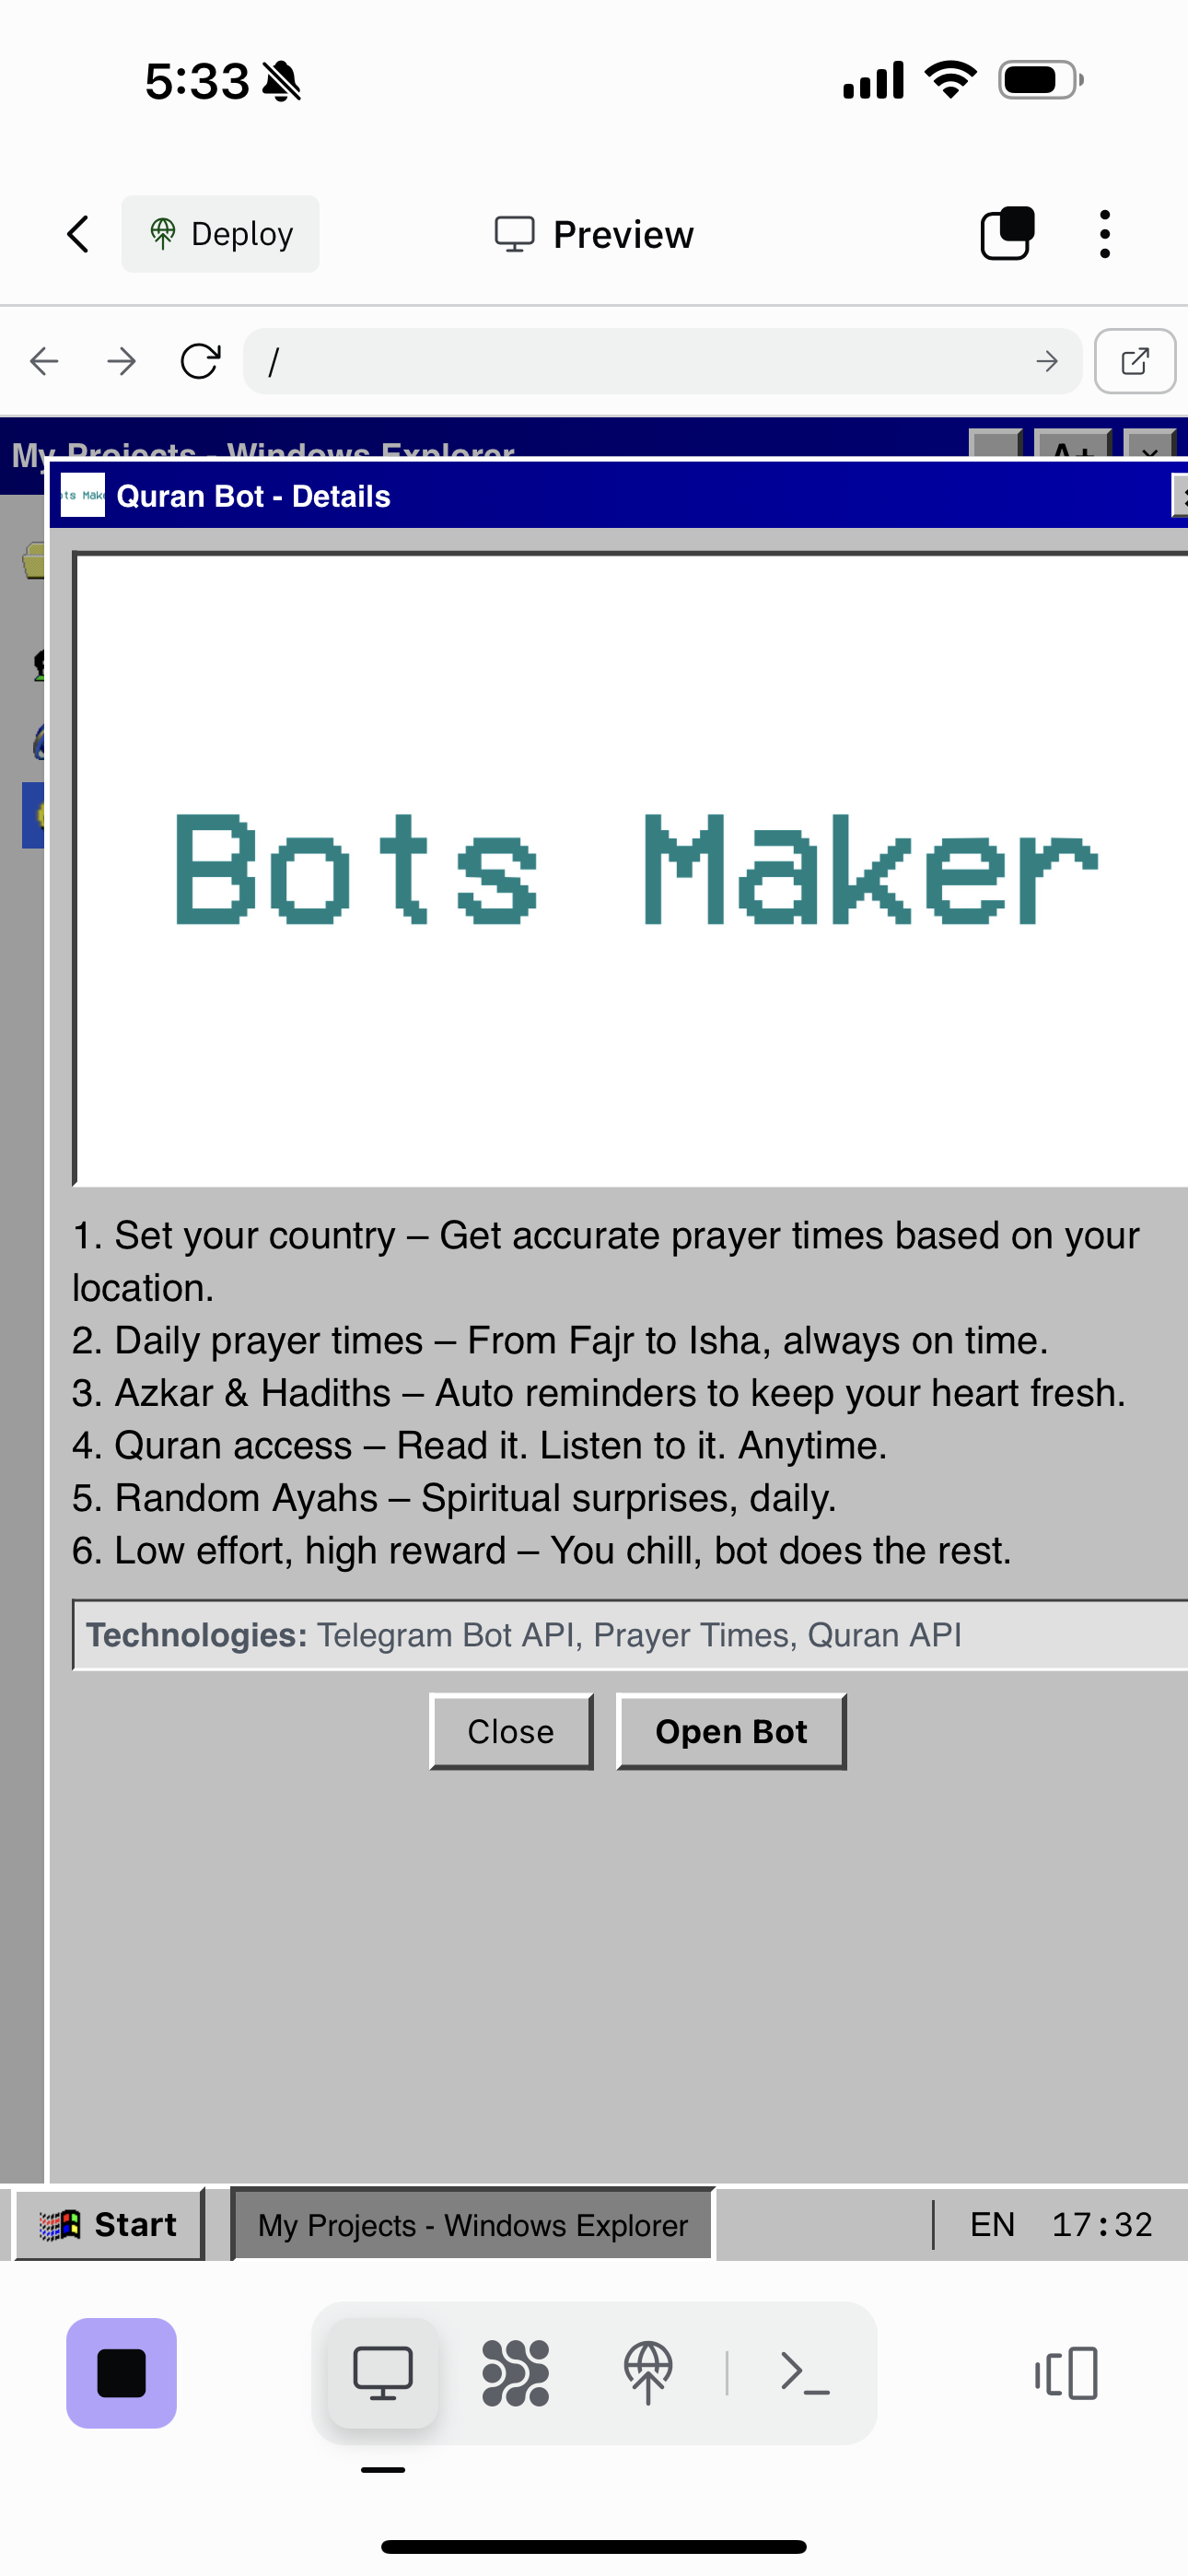 5:33
Deploy
Preview
/
My Projects - Windows Explorer
A+
Quran Bot - Details
Bots Maker
1. Set your country – Get accurate prayer times based on your
location.
2. Daily prayer times – From Fajr to Isha, always on time.
3. Azkar & Hadiths – Auto reminders to keep your heart fresh.
4. Quran access – Read it. Listen to it. Anytime.
5. Random Ayahs – Spiritual surprises, daily.
6. Low effort, high reward – You chill, bot does the rest.
Technologies: Telegram Bot API, Prayer Times, Quran API
Close
Open Bot
Start
My Projects - Windows Explorer
EN 17:32